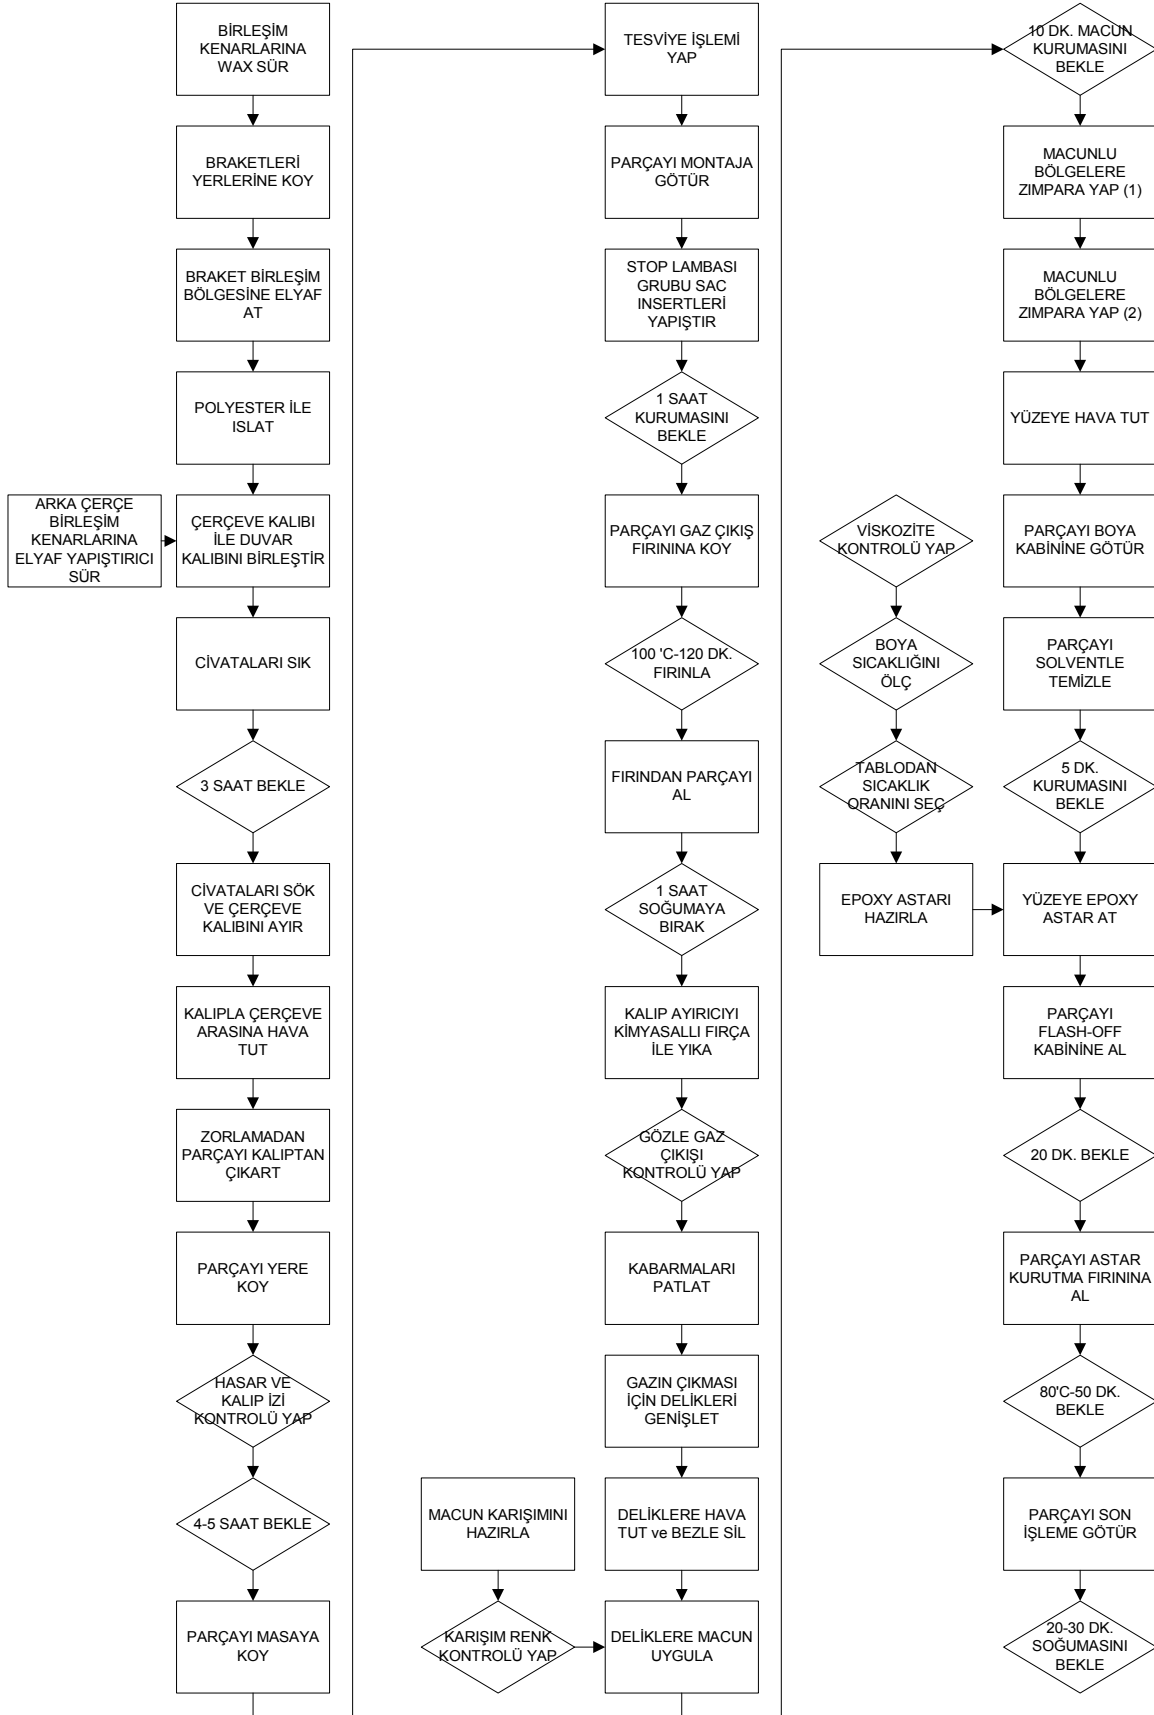 BİRLEŞİM
KENARLARINA
WAX SÜR
BRAKETLERİ
YERLERİNE KOY
BRAKET BİRLEŞİM
BÖLGESİNE ELYAF
AT
POLYESTER İLE
ISLAT
ARKA ÇERÇE
BİRLEŞİM
KENARLARINA
ELYAF YAPIŞTIRICI
SÜR
ÇERÇEVE KALIBI
İLE DUVAR
KALIBINI BİRLEŞTİR
CİVATALARI SIK
3 SAAT BEKLE
CİVATALARI SÖK
VE ÇERÇEVE
KALIBINI AYIR
KALIPLA ÇERÇEVE
ARASINA HAVA
TUT
ZORLAMADAN
PARÇAYI KALIPTAN
ÇIKART
PARÇAYI YERE
KOY
HASAR VE
KALIP İZİ
KONTROLÜ YAP
4-5 SAAT BEKLE
PARÇAYI MASAYA
KOY
TESVİYE İŞLEMİ
YAP
PARÇAYI MONTAJA
GÖTÜR
STOP LAMBASI
GRUBU SAC
INSERTLERİ
YAPIŞTIR
1 SAAT
KURUMASINI
BEKLE
PARÇAYI GAZ ÇIKIŞ
FIRININA KOY
100 'C-120 DK.
FIRINLA
FIRINDAN PARÇAYI
AL
1 SAAT
SOĞUMAYA
BIRAK
KALIP AYIRICIYI
KİMYASALLI FIRÇA
İLE YIKA
GÖZLE GAZ
ÇIKIŞI
KONTROLÜ YAP
KABARMALARI
PATLAT
GAZIN ÇIKMASI
İÇİN DELİKLERİ
GENİŞLET
DELİKLERE HAVA
TUT ve BEZLE SİL
MACUN KARIŞIMINI
HAZIRLA
KARIŞIM RENK
KONTROLÜ YAP
DELİKLERE MACUN
UYGULA
10 DK. MACUN
KURUMASINI
BEKLE
MACUNLU
BÖLGELERE
ZIMPARA YAP (1)
MACUNLU
BÖLGELERE
ZIMPARA YAP (2)
YÜZEYE HAVA TUT
PARÇAYI BOYA
KABİNİNE GÖTÜR
PARÇAYI
SOLVENTLE
TEMİZLE
5 DK.
KURUMASINI
BEKLE
VİSKOZİTE
KONTROLÜ YAP
BOYA
SICAKLIĞINI
ÖLÇ
TABLODAN
SICAKLIK
ORANINI SEÇ
EPOXY ASTARI
HAZIRLA
YÜZEYE EPOXY
ASTAR AT
PARÇAYI
FLASH-OFF
KABİNİNE AL
20 DK. BEKLE
PARÇAYI ASTAR
KURUTMA FIRININA
AL
80'C-50 DK.
BEKLE
PARÇAYI SON
İŞLEME GÖTÜR
20-30 DK.
SOĞUMASINI
BEKLE